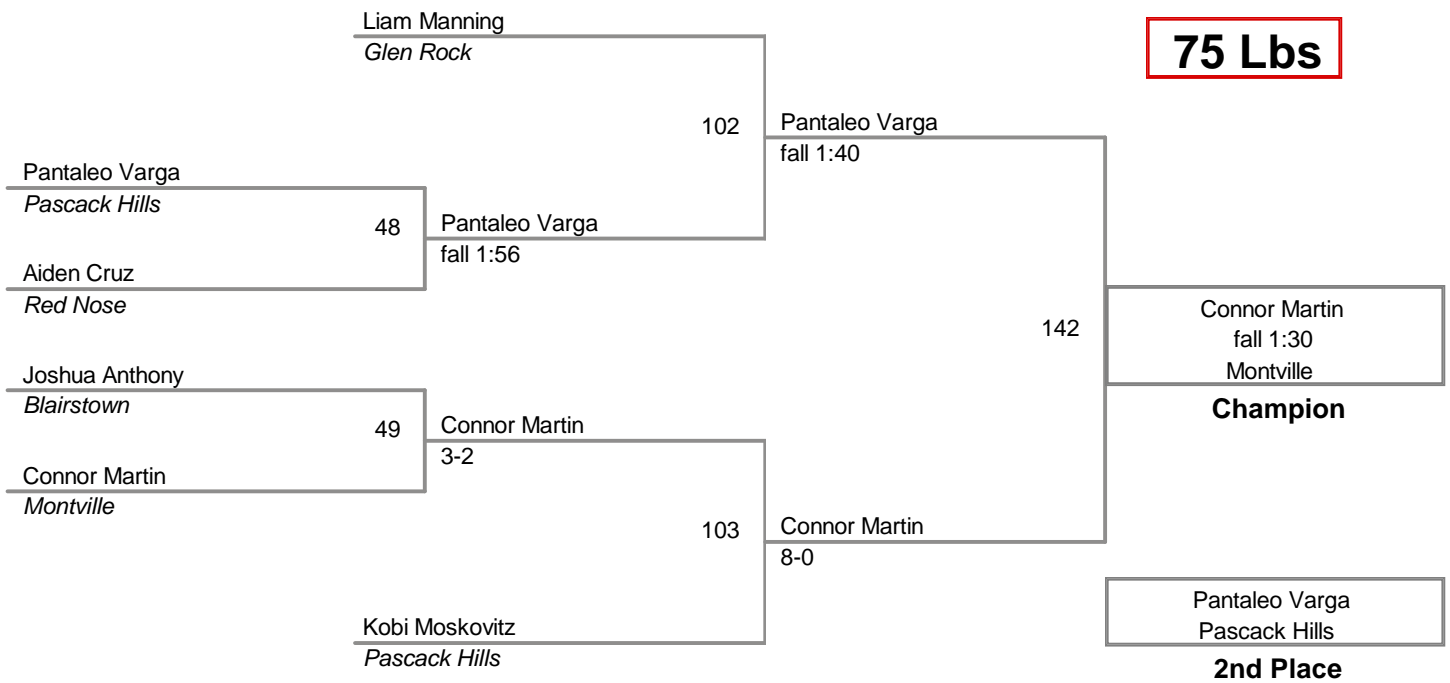 Liam Manning
Glen Rock
75 Lbs
102
Pantaleo Varga
fall 1:40
Pantaleo Varga
Pascack Hills
48
Pantaleo Varga
fall 1:56
Aiden Cruz
Red Nose
142
Connor Martin
fall 1:30
Montville
Champion
Joshua Anthony
Blairstown
49
Connor Martin
3-2
Connor Martin
Montville
103
Connor Martin
8-0
Kobi Moskovitz
Pascack Hills
Pantaleo Varga
Pascack Hills
2nd Place